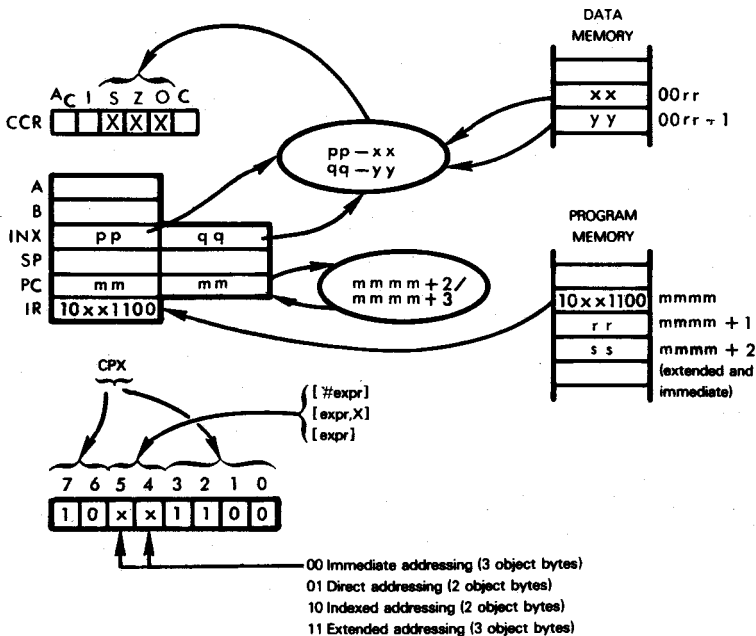 DATA
MEMORY
xx 00rr
yy 00rr + 1
AC I S Z O C
CCR X X X
pp — xx
qq — yy
A
B
INX pp qq
SP
PC mm mm
IR 10xx1100
mmmm + 2/
mmmm + 3
PROGRAM
MEMORY
10xx1100 mmmm
rr mmmm + 1
ss mmmm + 2
(extended and
immediate)
CPX
[#expr]
[expr,X]
[expr]
7 6 5 4 3 2 1 0
1 0 x x 1 1 0 0
00 Immediate addressing (3 object bytes)
01 Direct addressing (2 object bytes)
10 Indexed addressing (2 object bytes)
11 Extended addressing (3 object bytes)